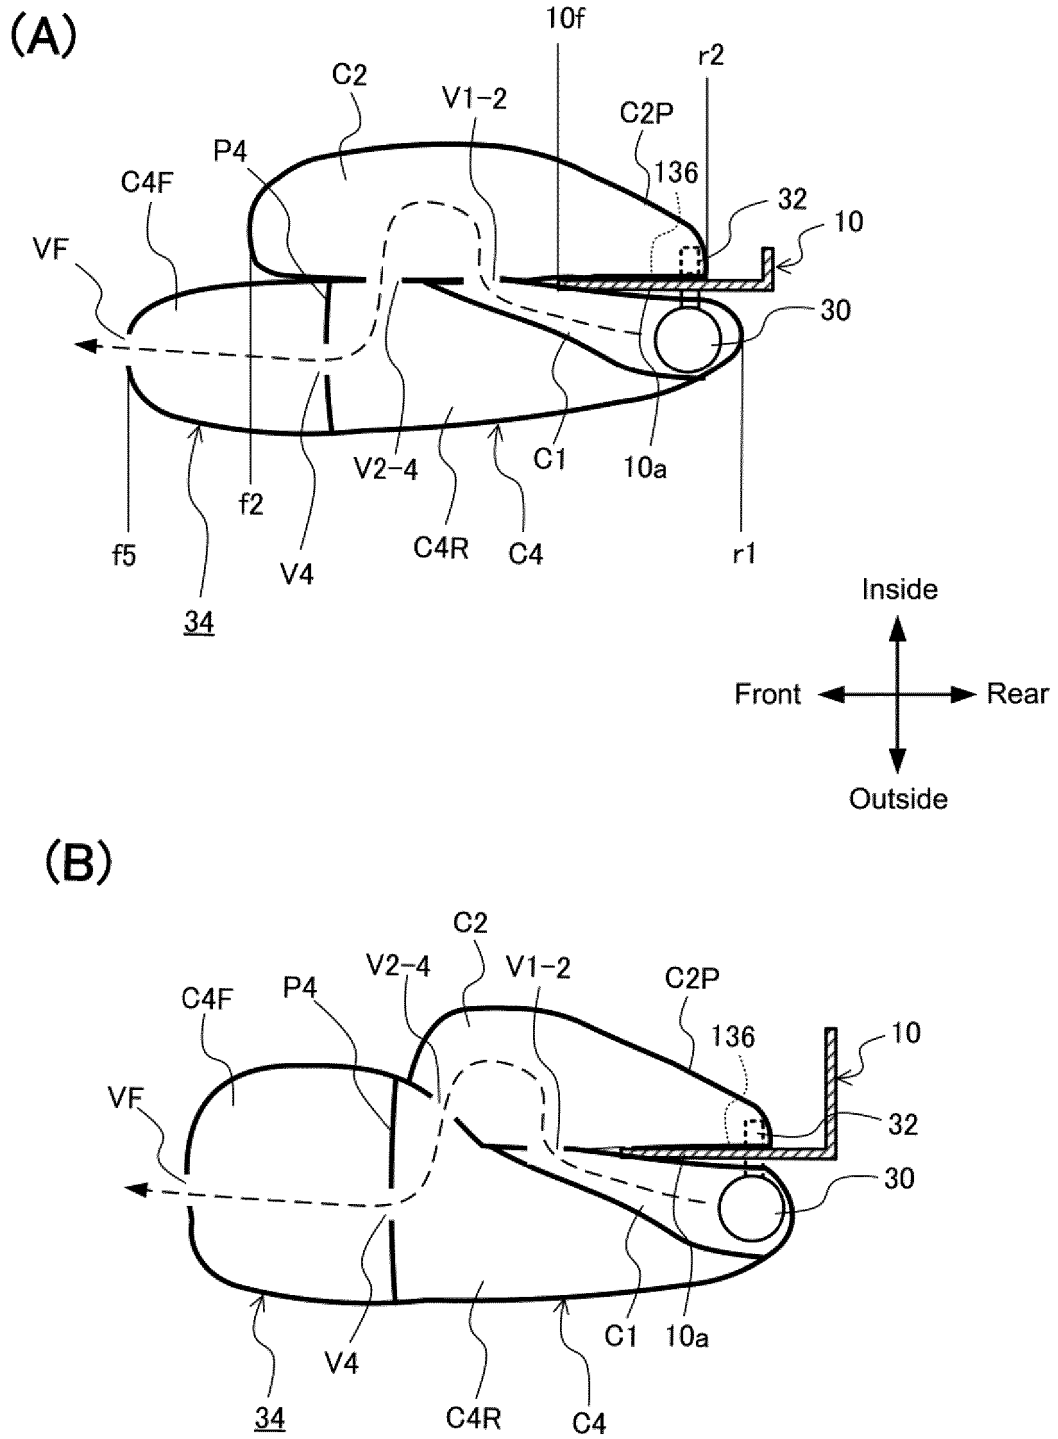 (A)
10f
r2
C2
V1-2
C2P
P4
136
C4F
32
10
VF
30
V2-4
C1
10a
f2
f5
C4R
C4
r1
V4
34
Inside
Front
Rear
Outside
(B)
C2
V2-4
V1-2
P4
C2P
C4F
136
10
VF
32
30
C1
10a
V4
34
C4R
C4